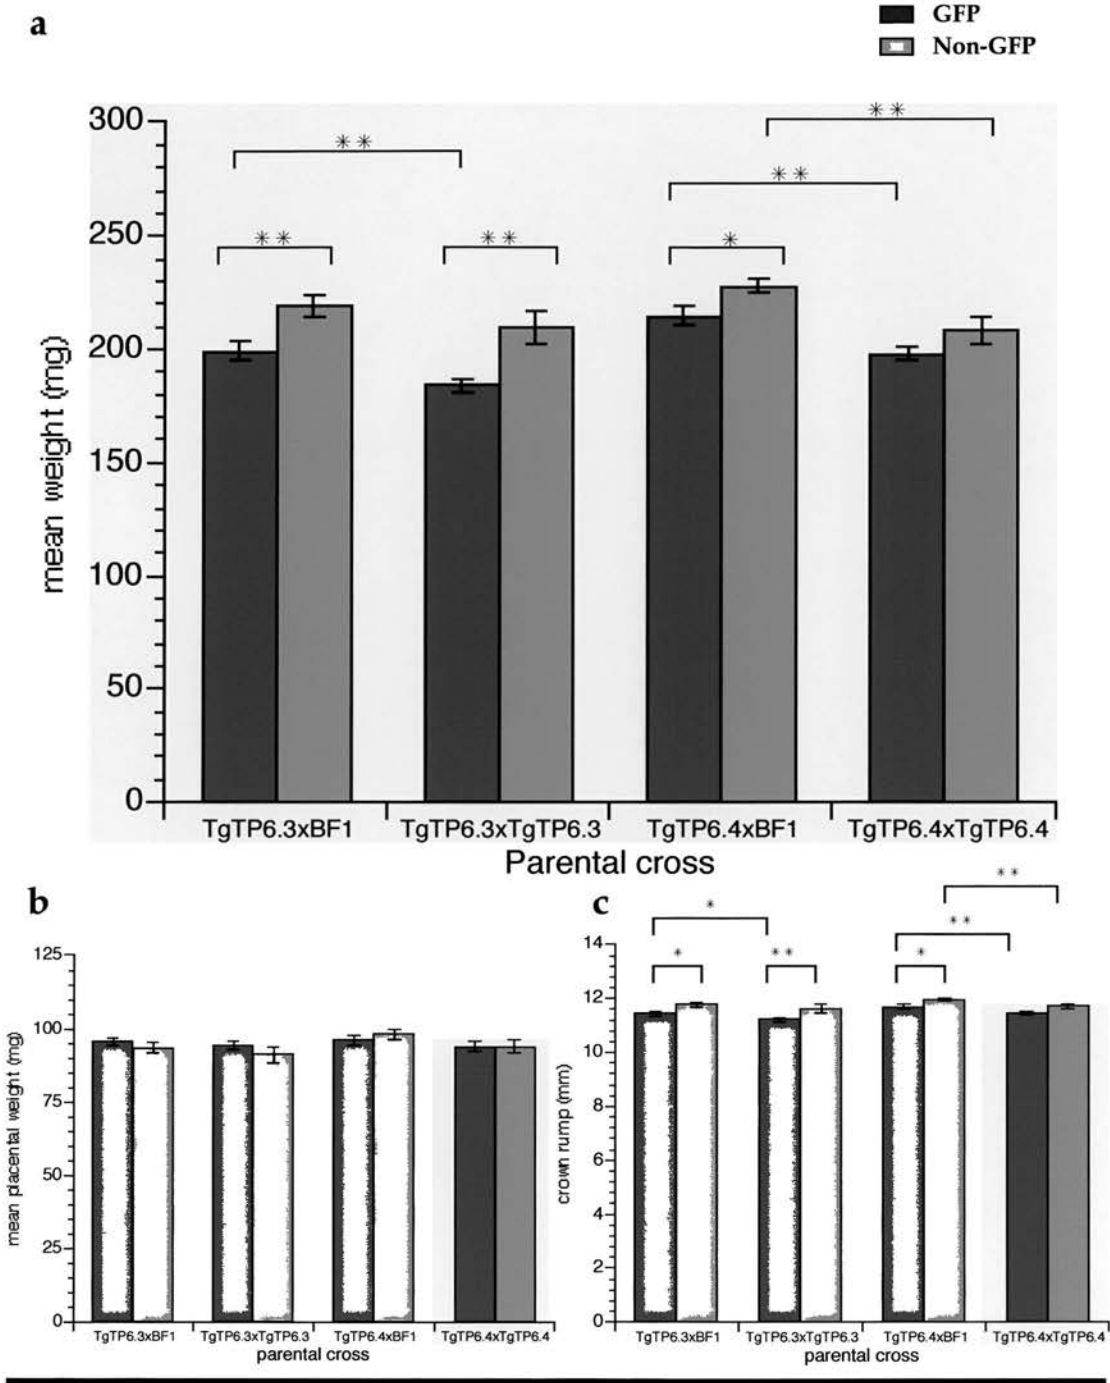 a
GFP
Non-GFP
300
250
200
150
100
50
0
mean weight (mg)
**
**
**
**
*
**
TgTP6.3xBF1 TgTP6.3xTgTP6.3 TgTP6.4xBF1 TgTP6.4xTgTP6.4
Parental cross
b
125
100
75
50
25
0
mean placental weight (mg)
TgTP6.3xBF1 TgTP6.3xTgTP6.3 TgTP6.4xBF1 TgTP6.4xTgTP6.4
parental cross
c
**
*
**
*
**
*
14
12
10
8
6
4
2
0
crown rump (mm)
TgTP6.3xBF1 TgTP6.3xTgTP6.3 TgTP6.4xBF1 TgTP6.4xTgTP6.4
parental cross